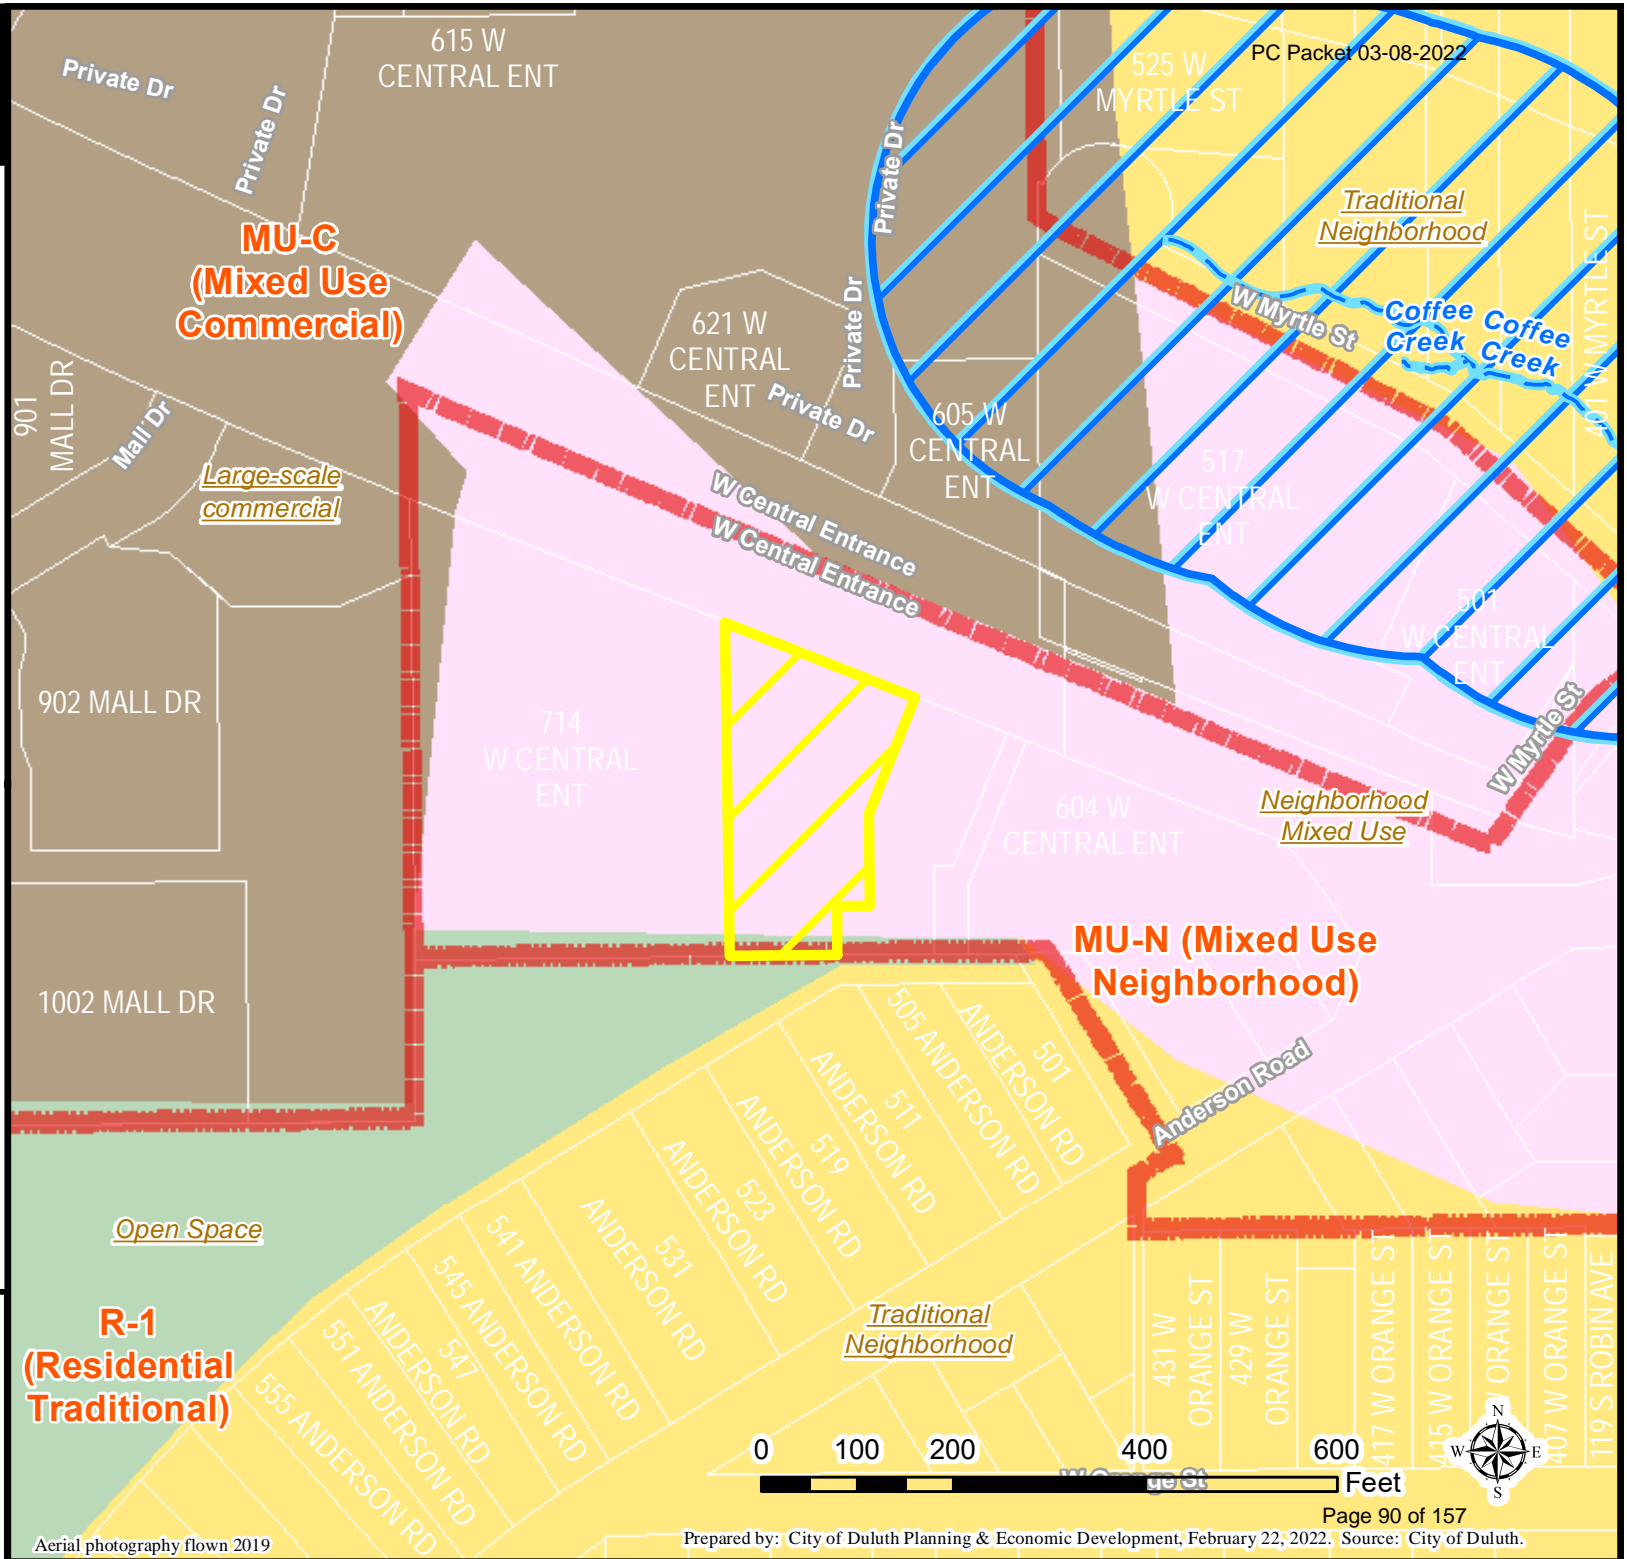 PC Packet 03-08-2022
615 W
CENTRAL ENT
Private Dr
Private Dr
525 W
MYRTLE ST
Private Dr
Traditional
Neighborhood
401 W MYRTLE ST
MU-C
(Mixed Use
Commercial)
W Myrtle St
Coffee
Creek
Coffee
Creek
621 W
CENTRAL
ENT
Private Dr
Private Dr
901
MALL DR
Mall Dr
605 W
CENTRAL
ENT
517
W CENTRAL
ENT
Large-scale
commercial
W Central Entrance
W Central Entrance
501
W CENTRAL
ENT
902 MALL DR
714
W CENTRAL
ENT
W Myrtle St
604 W
CENTRAL ENT
Neighborhood
Mixed Use
MU-N (Mixed Use
Neighborhood)
1002 MALL DR
501
ANDERSON RD
505 ANDERSON RD
511
ANDERSON RD
519
ANDERSON RD
523
ANDERSON RD
531
ANDERSON RD
541 ANDERSON RD
545 ANDERSON RD
547
ANDERSON RD
551 ANDERSON RD
555 ANDERSON RD
Anderson Road
Open Space
R-1
(Residential
Traditional)
Traditional
Neighborhood
431 W
ORANGE ST
429 W
ORANGE ST
417 W ORANGE ST
415 W ORANGE ST
W ORANGE ST
407 W ORANGE ST
119 S ROBIN AVE
W Orange St
0 100 200 400 600
Feet
N
W E
S
Page 90 of 157
Aerial photography flown 2019
Prepared by: City of Duluth Planning & Economic Development, February 22, 2022. Source: City of Duluth.